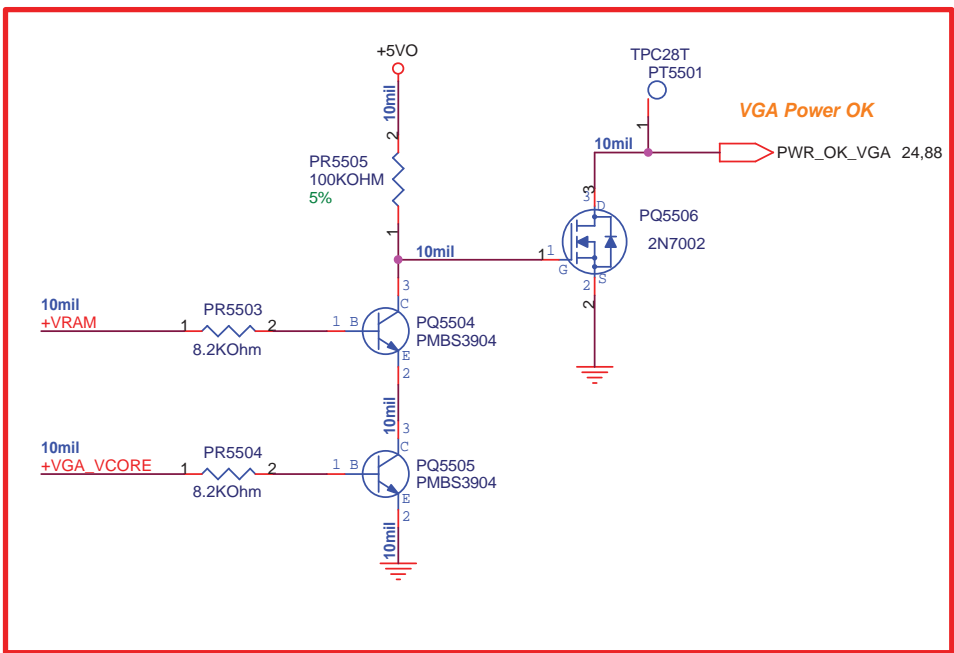 +5VO
10mil
2
PR5505
100KOHM
5%
1
TPC28T
PT5501
1
VGA Power OK
10mil
PWR_OK_VGA 24,88
3
3
D
PQ5506
2N7002
10mil
1
1
G
S
2
2
10mil
+VRAM
1
PR5503
2
8.2KOhm
3
C
1
B
PQ5504
PMBS3904
E
2
10mil
10mil
+VGA_VCORE
1
PR5504
2
8.2KOhm
3
C
1
B
PQ5505
PMBS3904
E
2
10mil